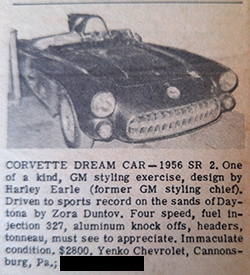 CORVETTE DREAM CAR — 1956 SR 2. One
of a kind, GM styling exercise, design by
Harley Earle (former GM styling chief).
Driven to sports record on the sands of Day-
tona by Zora Duntov. Four speed, fuel in-
jection 327, aluminum knock offs, headers,
tonneau, must see to appreciate. Immaculate
condition. $2800. Yenko Chevrolet, Cannons-
burg, Pa.;